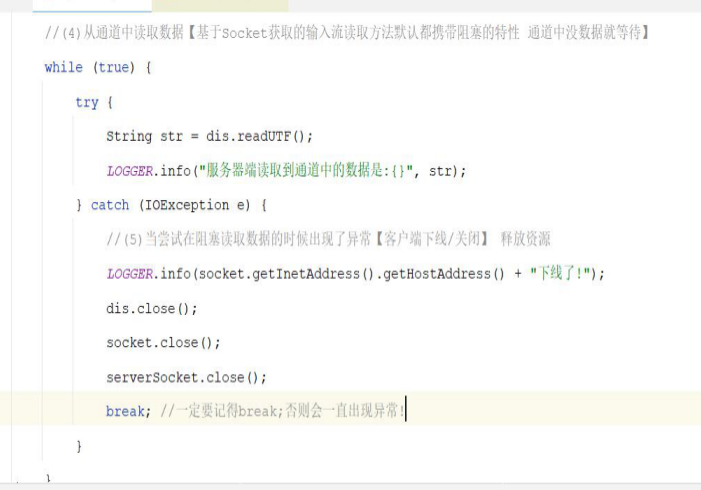 //(4)从通道中读取数据【基于Socket获取的输入流读取方法默认都携带阻塞的特性 通道中没数据就等待】
while (true) {
try {
String str = dis.readUTF();
LOGGER.info("服务器端读取到通道中的数据是:{}", str);
} catch (IOException e) {
//(5)当尝试在阻塞读取数据的时候出现了异常【客户端下线/关闭】 释放资源
LOGGER.info(socket.getInetAddress().getHostAddress() + "下线了!");
dis.close();
socket.close();
serverSocket.close();
break; //一定要记得break;否则会一直出现异常!
}
}